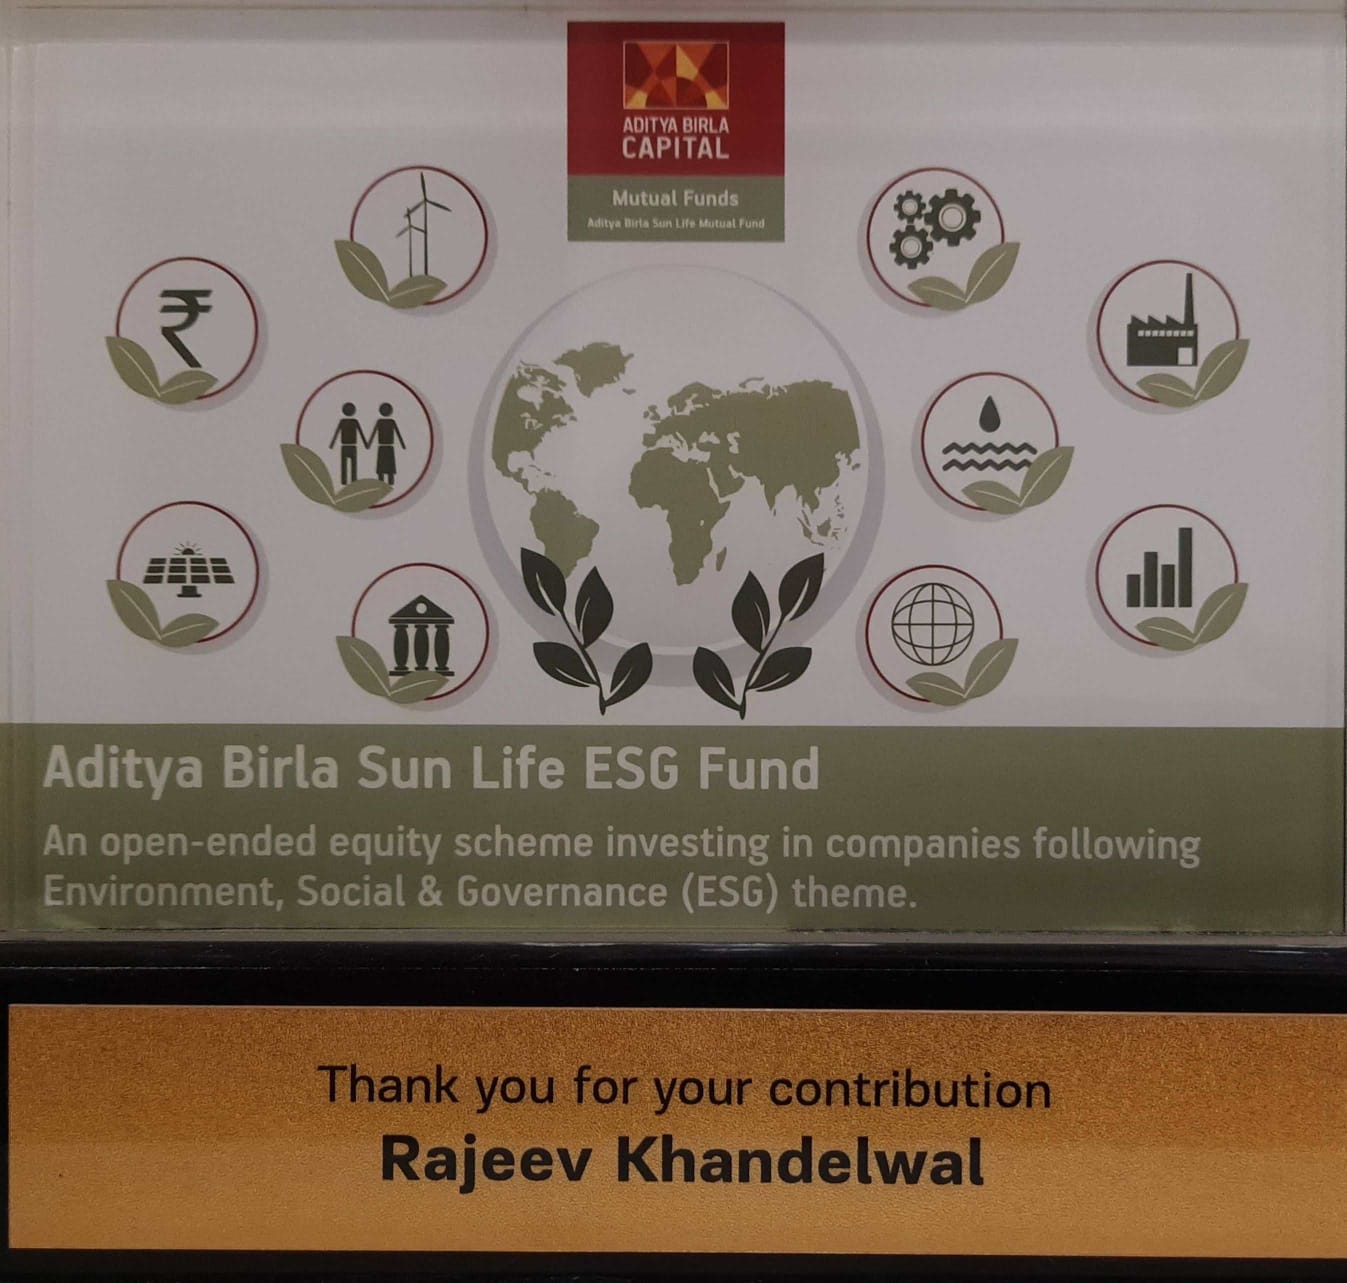 ADITYA BIRLA
CAPITAL
Mutual Funds
Aditya Birla Sun Life Mutual Fund
₹
Aditya Birla Sun Life ESG Fund
An open-ended equity scheme investing in companies following
Environment, Social & Governance (ESG) theme.
Thank you for your contribution
Rajeev Khandelwal